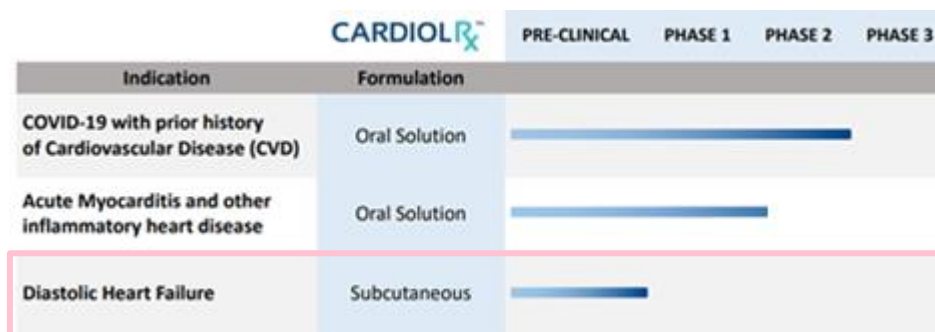 CARDIOLRx™ PRE-CLINICAL PHASE 1 PHASE 2 PHASE 3
Indication Formulation
COVID-19 with prior history
of Cardiovascular Disease (CVD) Oral Solution
Acute Myocarditis and other
inflammatory heart disease Oral Solution
Diastolic Heart Failure Subcutaneous